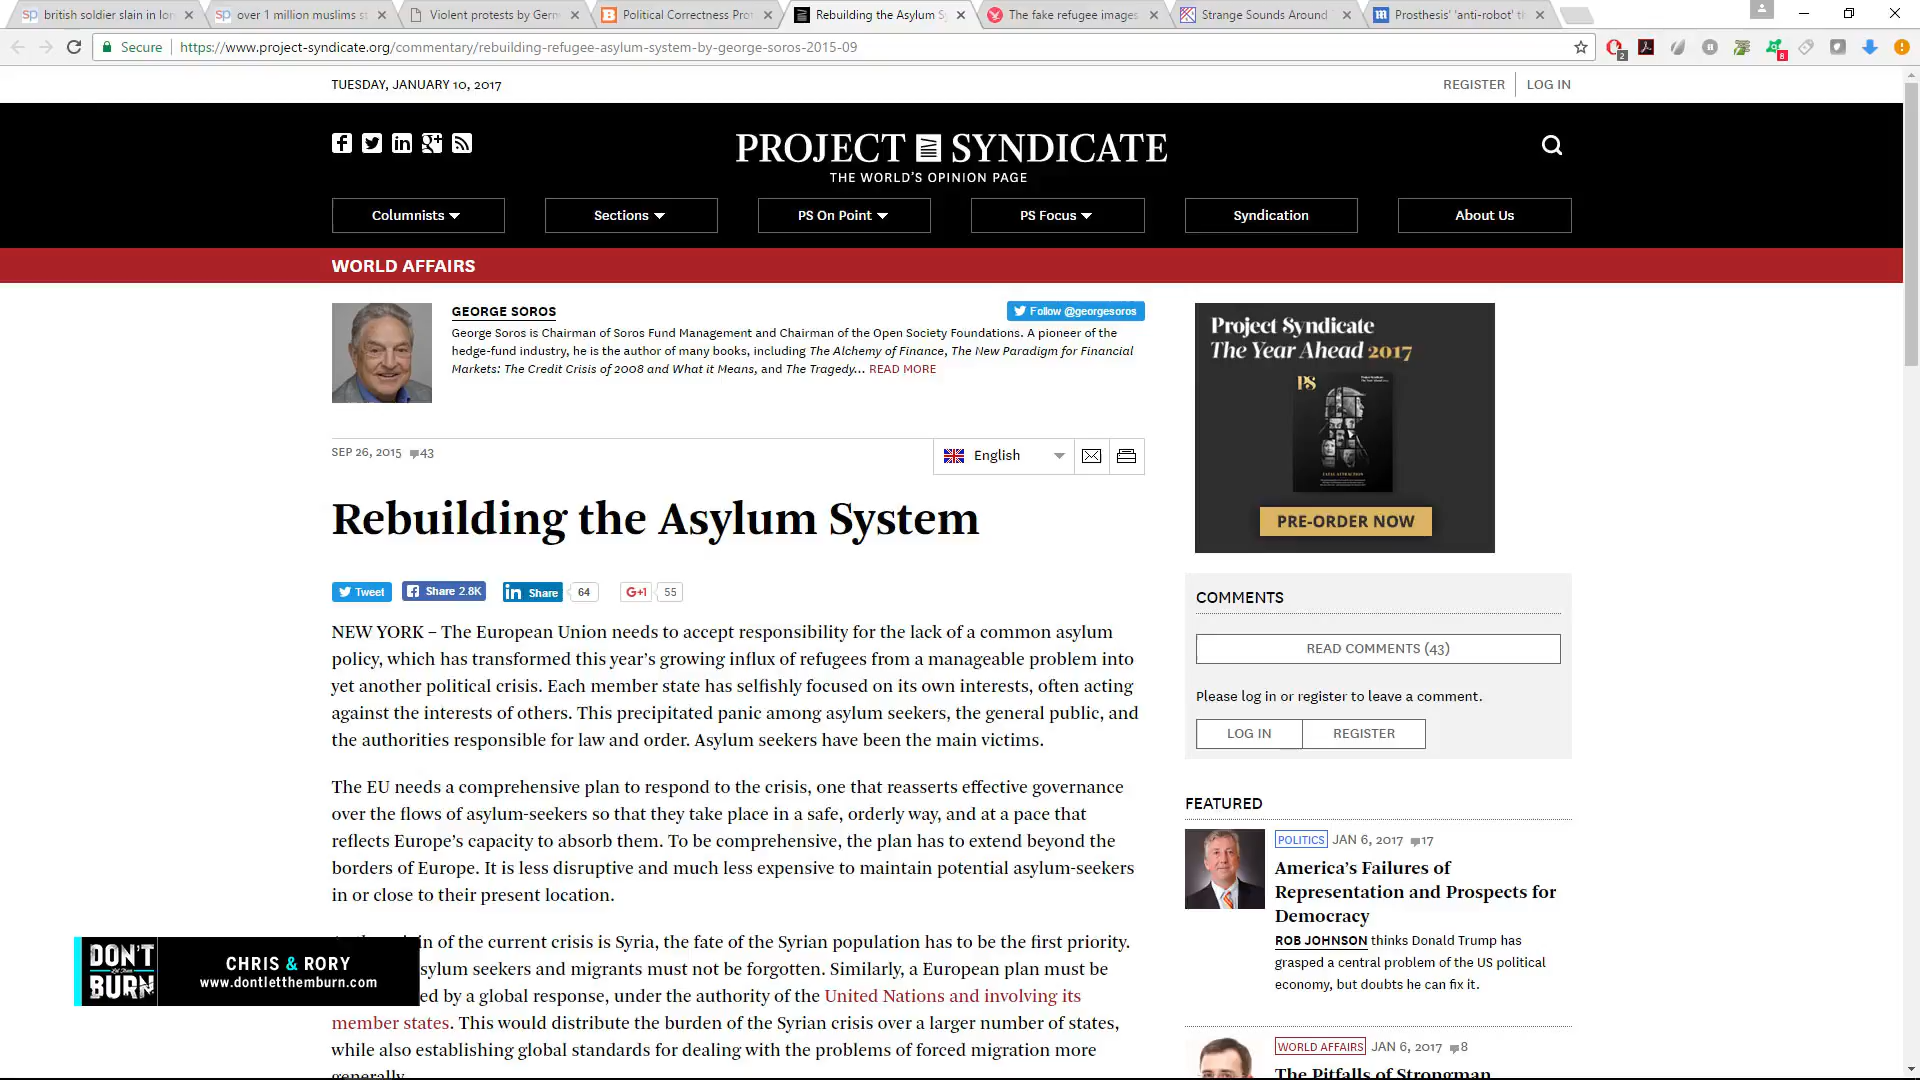 british soldier slain in lon
over 1 million muslims s
Violent protests by Germ
Political Correctness Pro
Rebuilding the Asylum S
The fake refugee images
Strange Sounds Around
Prosthesis' 'anti-robot' t
Secure
https://www.project-syndicate.org/commentary/rebuilding-refugee-asylum-system-by-george-soros-2015-09
TUESDAY, JANUARY 10, 2017
REGISTER
LOG IN
PROJECT SYNDICATE
THE WORLD'S OPINION PAGE
Columnists
Sections
PS On Point
PS Focus
Syndication
About Us
WORLD AFFAIRS
GEORGE SOROS
Follow @georgesoros
George Soros is Chairman of Soros Fund Management and Chairman of the Open Society Foundations. A pioneer of the
hedge-fund industry, he is the author of many books, including The Alchemy of Finance, The New Paradigm for Financial
Markets: The Credit Crisis of 2008 and What it Means, and The Tragedy... READ MORE
SEP 26, 2015 43
English
Rebuilding the Asylum System
Tweet
Share 2.8K
in Share 64
G+1 55
NEW YORK – The European Union needs to accept responsibility for the lack of a common asylum
policy, which has transformed this year's growing influx of refugees from a manageable problem into
yet another political crisis. Each member state has selfishly focused on its own interests, often acting
against the interests of others. This precipitated panic among asylum seekers, the general public, and
the authorities responsible for law and order. Asylum seekers have been the main victims.
The EU needs a comprehensive plan to respond to the crisis, one that reasserts effective governance
over the flows of asylum-seekers so that they take place in a safe, orderly way, and at a pace that
reflects Europe's capacity to absorb them. To be comprehensive, the plan has to extend beyond the
borders of Europe. It is less disruptive and much less expensive to maintain potential asylum-seekers
in or close to their present location.
in of the current crisis is Syria, the fate of the Syrian population has to be the first priority.
sylum seekers and migrants must not be forgotten. Similarly, a European plan must be
ed by a global response, under the authority of the United Nations and involving its
member states. This would distribute the burden of the Syrian crisis over a larger number of states,
while also establishing global standards for dealing with the problems of forced migration more
generally.
DON'T
BURN
CHRIS & RORY
www.dontletthemburn.com
Project Syndicate
The Year Ahead 2017
PS
PRE-ORDER NOW
COMMENTS
READ COMMENTS (43)
Please log in or register to leave a comment.
LOG IN
REGISTER
FEATURED
POLITICS JAN 6, 2017 17
America's Failures of
Representation and Prospects for
Democracy
ROB JOHNSON thinks Donald Trump has
grasped a central problem of the US political
economy, but doubts he can fix it.
WORLD AFFAIRS JAN 6, 2017 8
The Pitfalls of Strongman